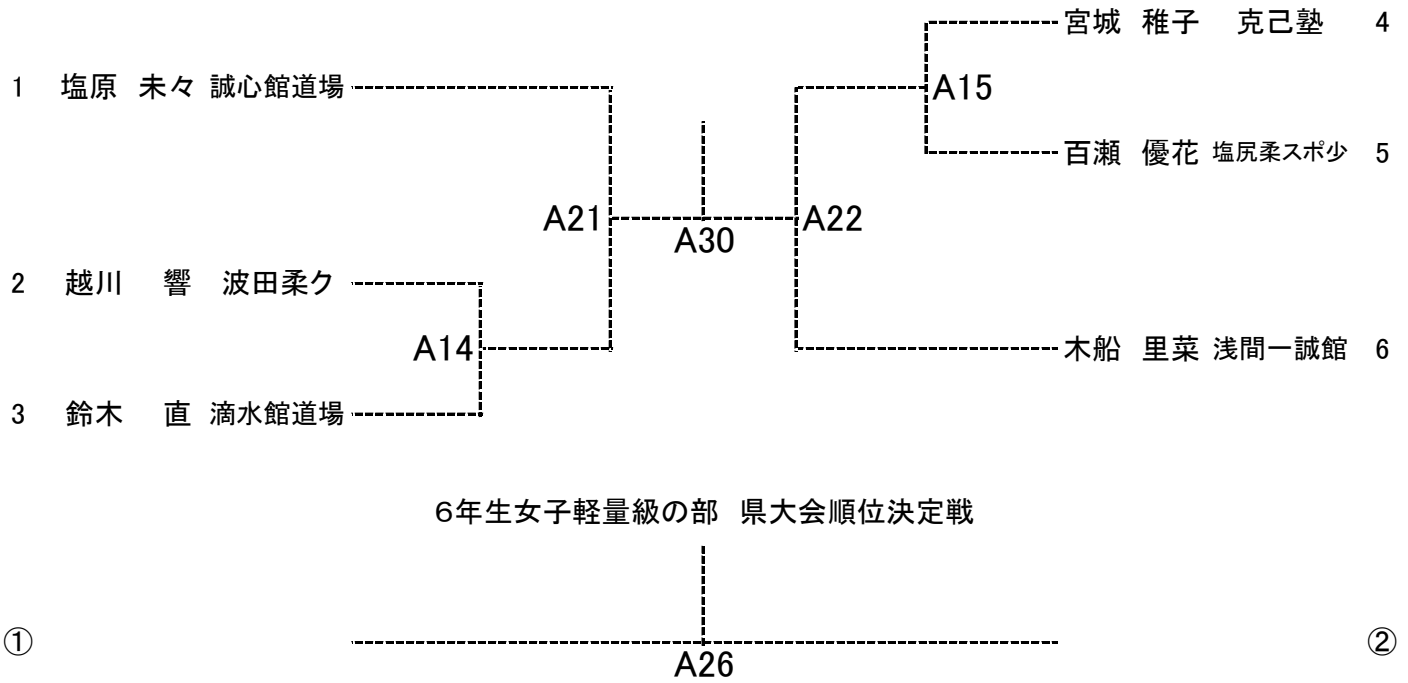 宮城 稚子 克己塾 4
1 塩原 未々 誠心館道場
A15
百瀬 優花 塩尻柔スポ少 5
A21
A22
A30
2 越川 響 波田柔ク
A14
木船 里菜 浅間一誠館 6
3 鈴木 直 滴水館道場
6年生女子軽量級の部 県大会順位決定戦
① ②
A26